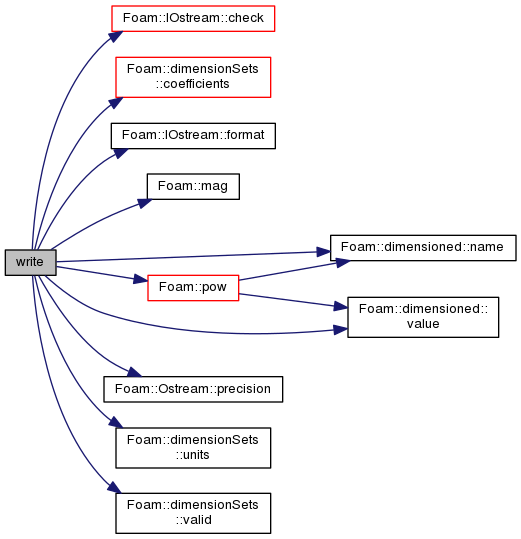 Foam::IOstream::check
Foam::dimensionSets
::coefficients
Foam::IOstream::format
Foam::mag
Foam::dimensioned::name
write
Foam::pow
Foam::dimensioned::
value
Foam::Ostream::precision
Foam::dimensionSets
::units
Foam::dimensionSets
::valid